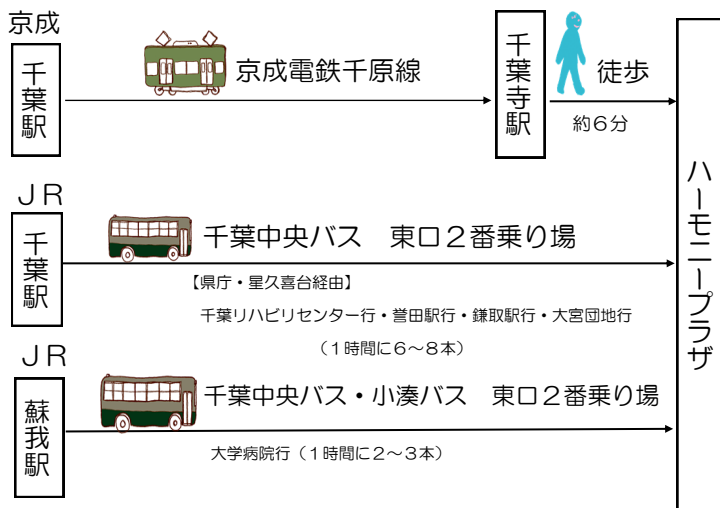 京成
千葉駅
京成電鉄千原線
千葉寺駅
徒歩
約６分
ＪＲ
千葉駅
千葉中央バス　東口２番乗り場
【県庁・星久喜台経由】
千葉リハビリセンター行・誉田駅行・鎌取駅行・大宮団地行
（１時間に６～８本）
ＪＲ
蘇我駅
千葉中央バス・小湊バス　東口２番乗り場
大学病院行（１時間に２～３本）
ハーモニープラザ